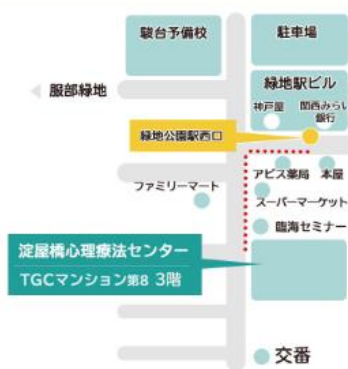 駿台予備校
駐車場
服部緑地
緑地駅ビル
神戸屋
関西みらい
銀行
緑地公園駅西口
アビス薬局
本屋
ファミリーマート
スーパーマーケット
臨海セミナー
淀屋橋心理療法センター
TGCマンション第8 3階
交番